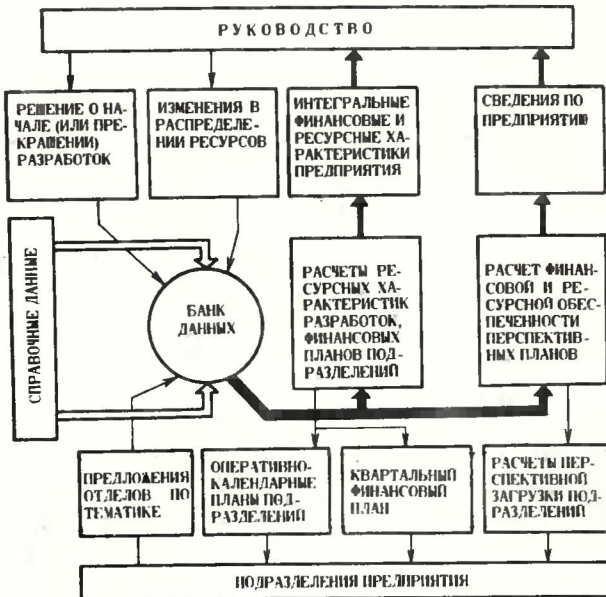 РУКОВОДСТВО
РЕШЕНИЕ О НА-
ЧАЛЕ (ИЛИ ПРЕ-
КРАЩЕНИИ)
РАЗРАБОТОК
ИЗМЕНЕНИЯ В
РАСПРЕДЕЛЕ-
НИИ РЕСУРСОВ
ИНТЕГРАЛЬНЫЕ
ФИНАНСОВЫЕ И
РЕСУРСНЫЕ ХА-
РАКТЕРИСТИКИ
ПРЕДПРИЯТИЯ
СВЕДЕНИЯ ПО
ПРЕДПРИЯТИЮ
СПРАВОЧНЫЕ ДАННЫЕ
БАНК
ДАННЫХ
РАСЧЕТЫ РЕ-
СУРСНЫХ ХА-
РАКТЕРИСТИК
РАЗРАБОТОК,
ФИНАНСОВЫХ
ПЛАНОВ ПОД-
РАЗДЕЛЕНИЙ
РАСЧЕТ ФИНАН-
СОВОЙ И РЕ-
СУРСНОЙ ОБЕС-
ПЕЧЕННОСТИ
ПЕРСПЕКТИВ-
НЫХ ПЛАНОВ
ПРЕДЛОЖЕНИЯ
ОТДЕЛОВ ПО
ТЕМАТИКЕ
ОПЕРАТИВНО-
КАЛЕНДАРНЫЕ
ПЛАНЫ ПОД-
РАЗДЕЛЕНИЙ
КВАРТАЛЬНЫЙ
ФИНАНСОВЫЙ
ПЛАН
РАСЧЕТЫ ПЕР-
СПЕКТИВНОЙ
ЗАГРУЗКИ ПОД-
РАЗДЕЛЕНИЙ
ПОДРАЗДЕЛЕНИЯ ПРЕДПРИЯТИЯ